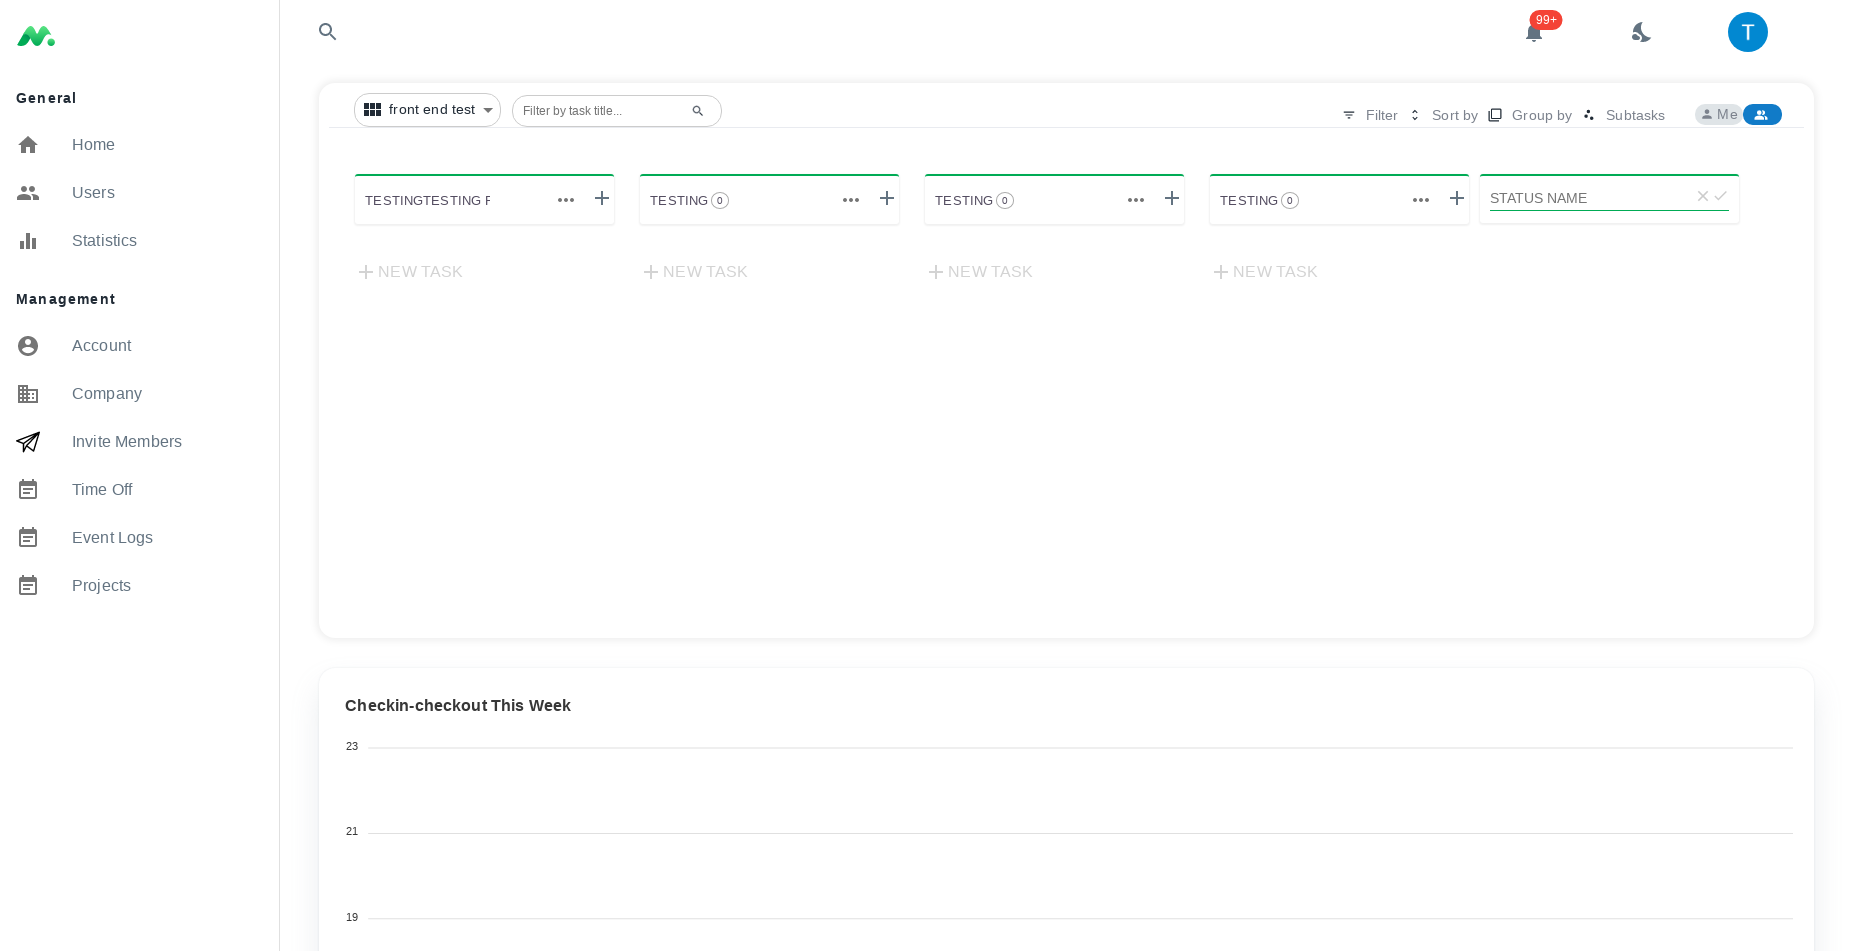 99+
T
General
Home
Users
Statistics
Management
Account
Company
Invite Members
Time Off
Event Logs
Projects
front end test
Filter by task title...
Filter
Sort by
Group by
Subtasks
Me
TESTINGTESTING F
TESTING 0
TESTING 0
TESTING 0
STATUS NAME
NEW TASK
NEW TASK
NEW TASK
NEW TASK
Checkin-checkout This Week
23
21
19